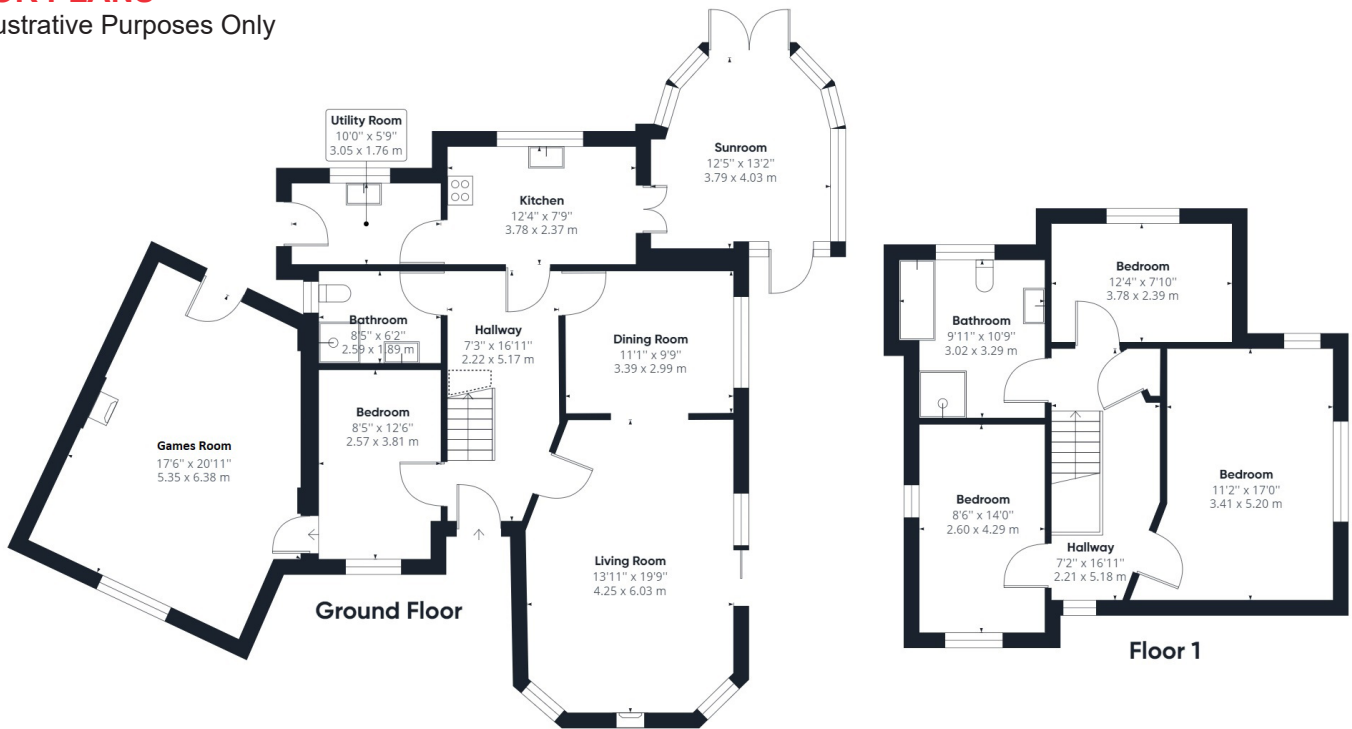 ustrative Purposes Only
Utility Room
10'0" x 5'9"
3.05 x 1.76 m
Kitchen
12'4" x 7'9"
3.78 x 2.37 m
Sunroom
12'5" x 13'2"
3.79 x 4.03 m
Bathroom
8'5" x 6'2"
2.59 x 1.89 m
Hallway
7'3" x 16'11"
2.22 x 5.17 m
Dining Room
11'1" x 9'9"
3.39 x 2.99 m
Bedroom
8'5" x 12'6"
2.57 x 3.81 m
Games Room
17'6" x 20'11"
5.35 x 6.38 m
Living Room
13'11" x 19'9"
4.25 x 6.03 m
Ground Floor
Bedroom
12'4" x 7'10"
3.78 x 2.39 m
Bathroom
9'11" x 10'9"
3.02 x 3.29 m
Bedroom
11'2" x 17'0"
3.41 x 5.20 m
Bedroom
8'6" x 14'0"
2.60 x 4.29 m
Hallway
7'2" x 16'11"
2.21 x 5.18 m
Floor 1